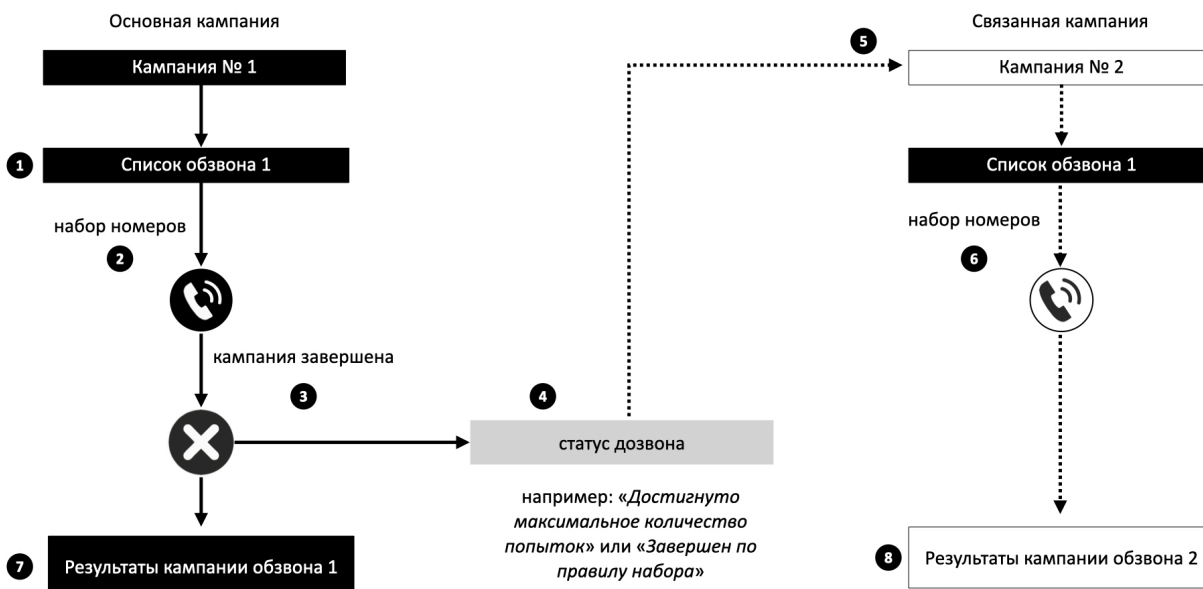 Основная кампания
Связанная кампания
5
Кампания № 1
Кампания № 2
1
Список обзвона 1
Список обзвона 1
набор номеров
набор номеров
2
6
кампания завершена
3
4
статус дозвона
например: «Достигнуто
максимальное количество
попыток» или «Завершен по
правилу набора»
7
Результаты кампании обзвона 1
8
Результаты кампании обзвона 2